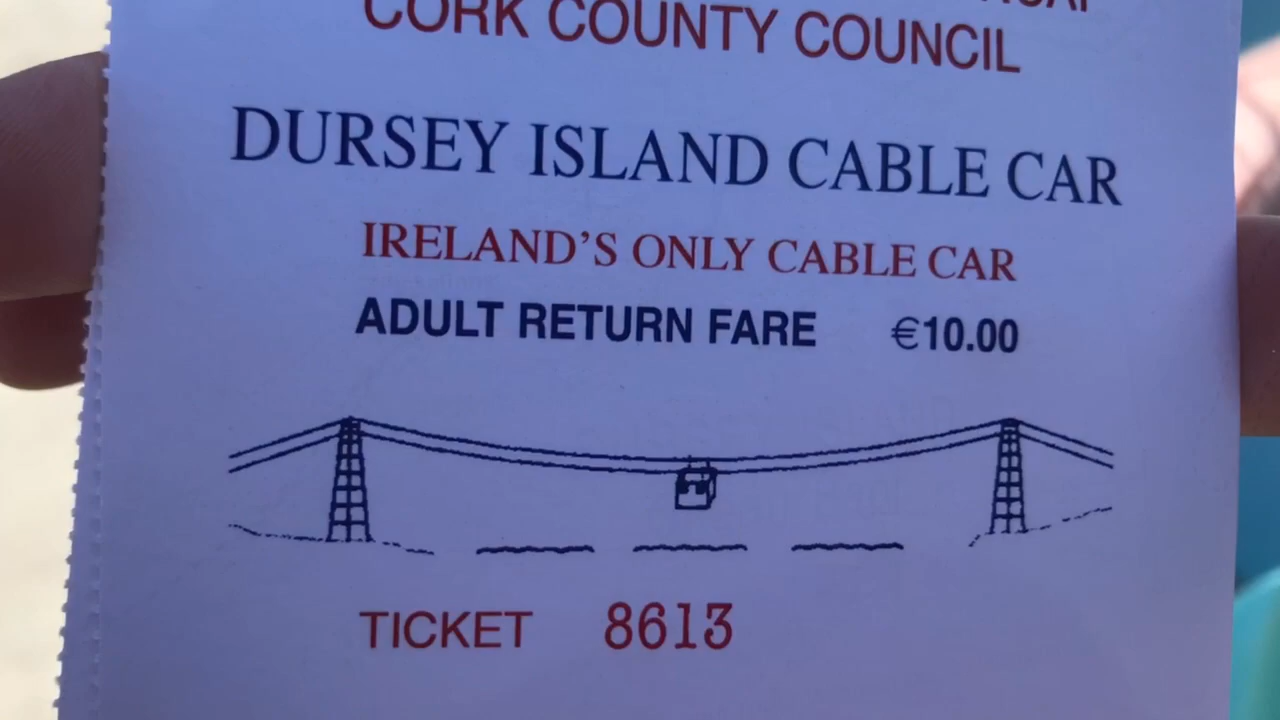 CORK COUNTY COUNCIL
DURSEY ISLAND CABLE CAR
IRELAND'S ONLY CABLE CAR
ADULT RETURN FARE €10.00
TICKET 8613